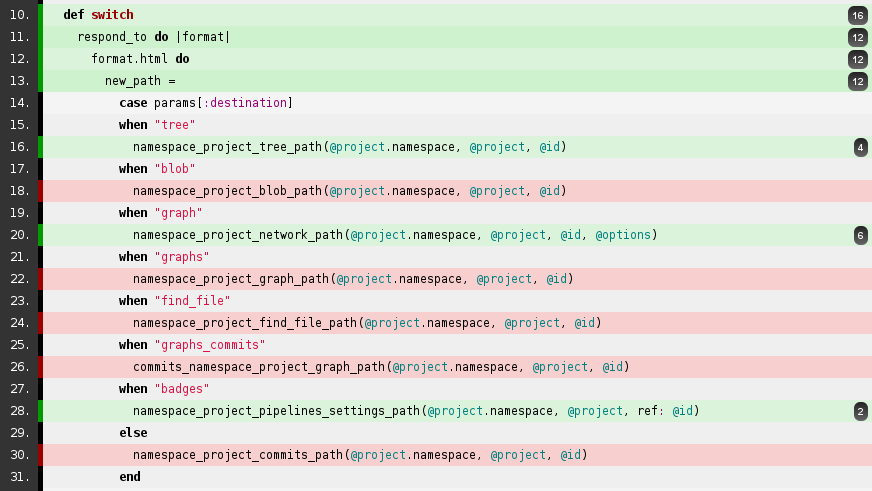 10. def switch 16
11. respond_to do |format| 12
12. format.html do 12
13. new_path = 12
14. case params[:destination]
15. when "tree"
16. namespace_project_tree_path(@project.namespace, @project, @id) 4
17. when "blob"
18. namespace_project_blob_path(@project.namespace, @project, @id)
19. when "graph"
20. namespace_project_network_path(@project.namespace, @project, @id, @options) 6
21. when "graphs"
22. namespace_project_graph_path(@project.namespace, @project, @id)
23. when "find_file"
24. namespace_project_find_file_path(@project.namespace, @project, @id)
25. when "graphs_commits"
26. commits_namespace_project_graph_path(@project.namespace, @project, @id)
27. when "badges"
28. namespace_project_pipelines_settings_path(@project.namespace, @project, ref: @id) 2
29. else
30. namespace_project_commits_path(@project.namespace, @project, @id)
31. end